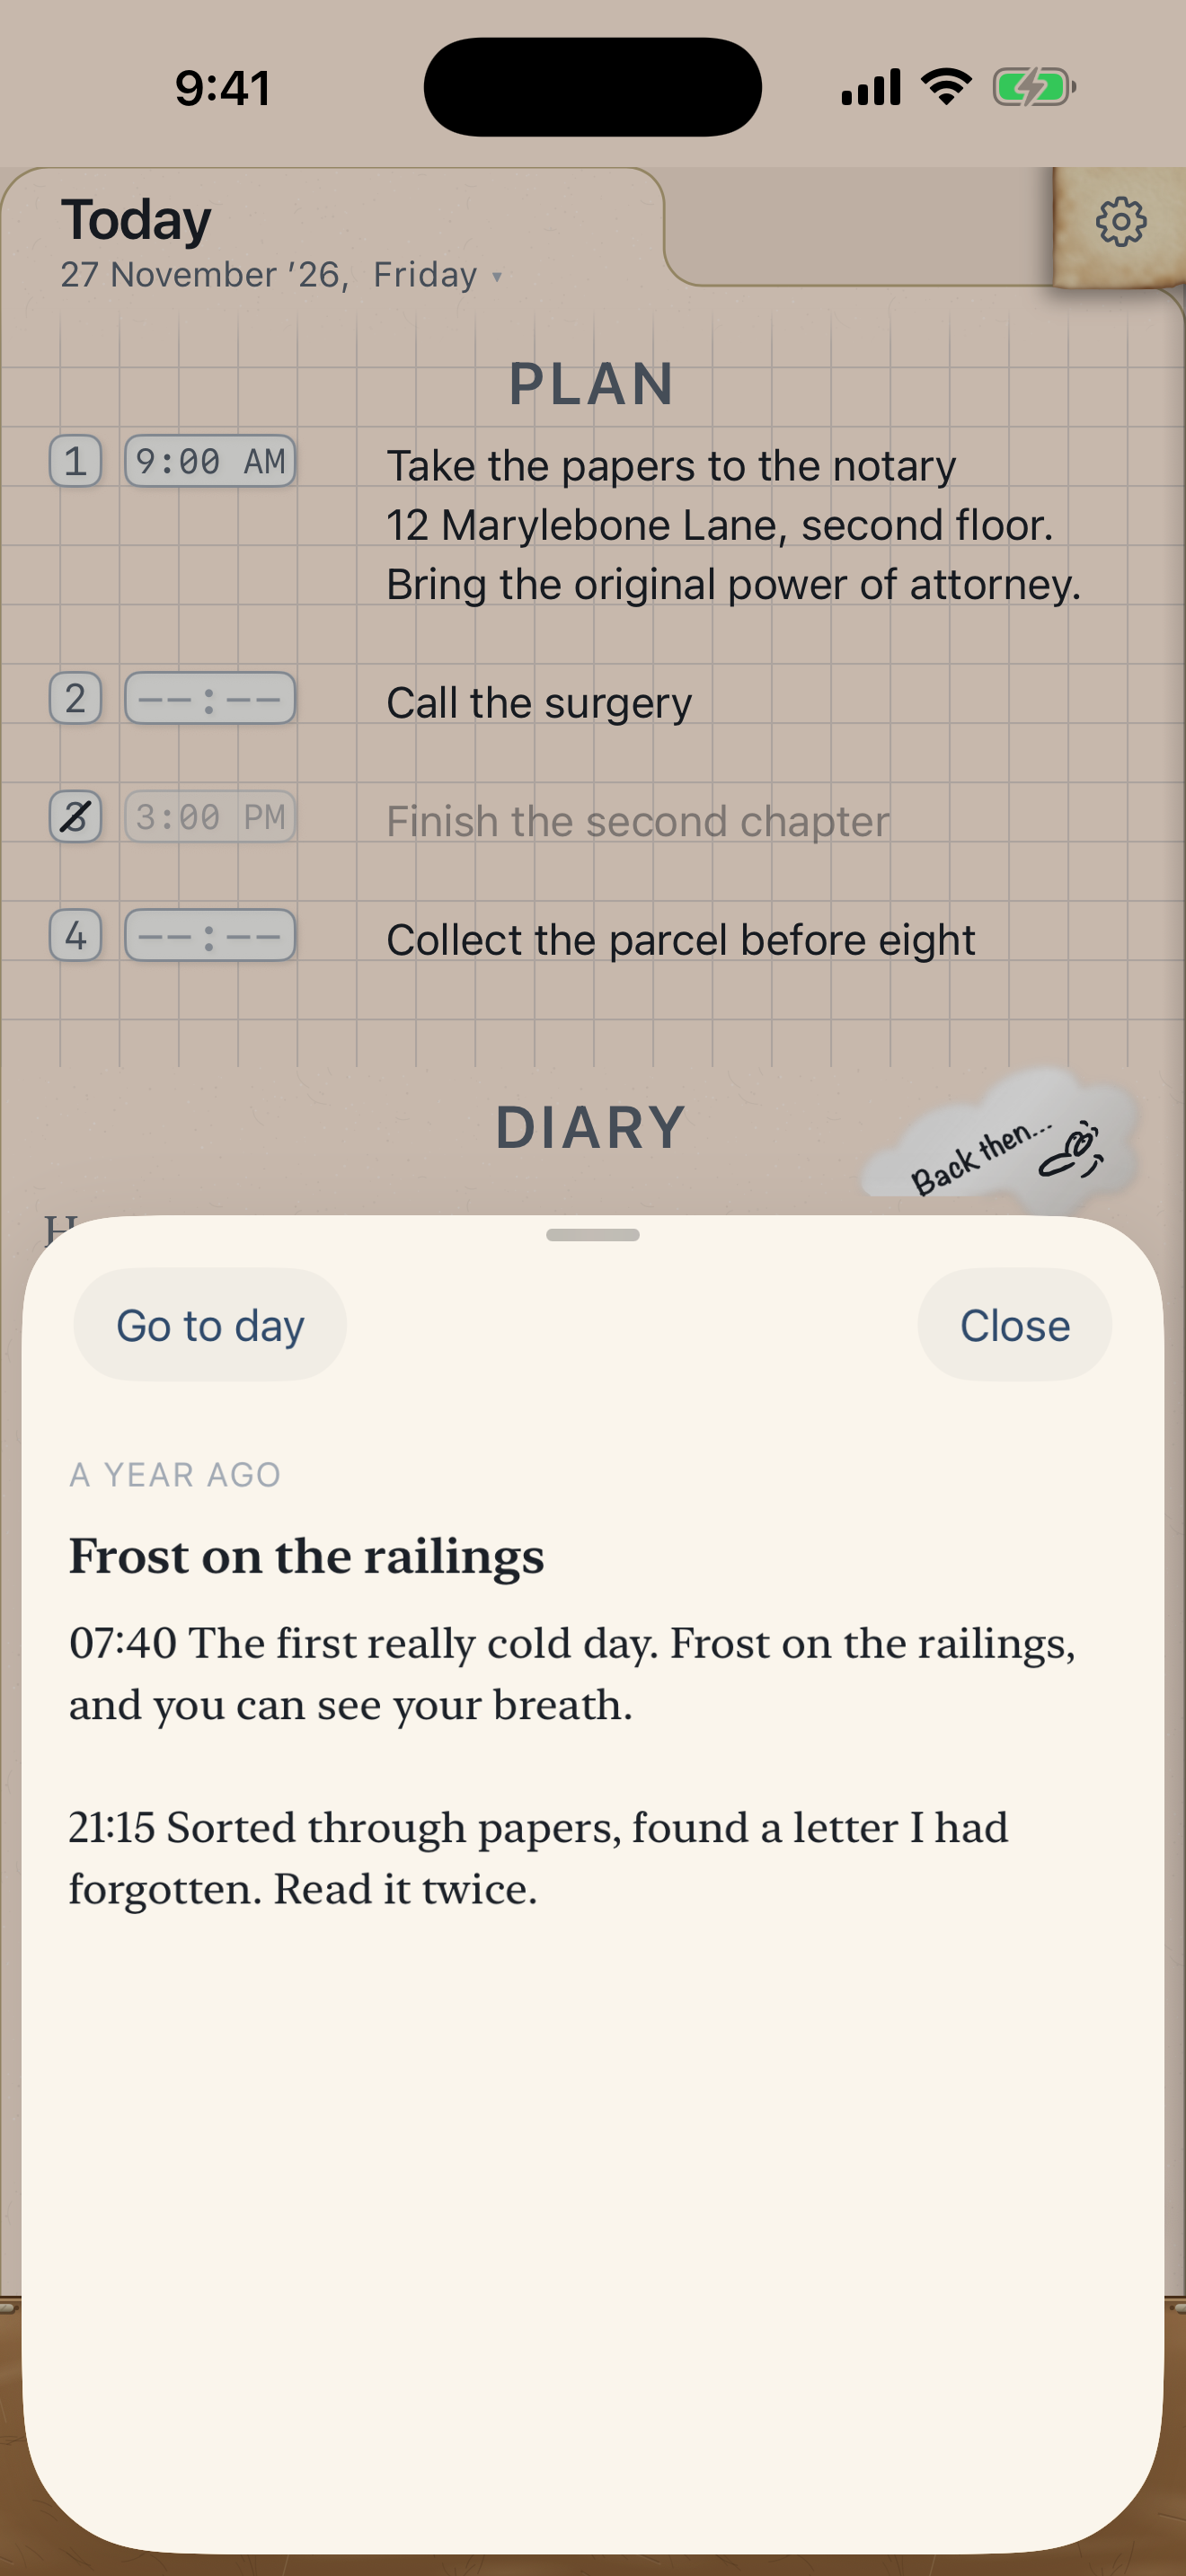 9:41
Today
27 November ’26, Friday ▾
PLAN
1 9:00 AM Take the papers to the notary
12 Marylebone Lane, second floor.
Bring the original power of attorney.
2 --:-- Call the surgery
3 3:00 PM Finish the second chapter
4 --:-- Collect the parcel before eight
DIARY
Back then...
Go to day
Close
A YEAR AGO
Frost on the railings
07:40 The first really cold day. Frost on the railings,
and you can see your breath.
21:15 Sorted through papers, found a letter I had
forgotten. Read it twice.